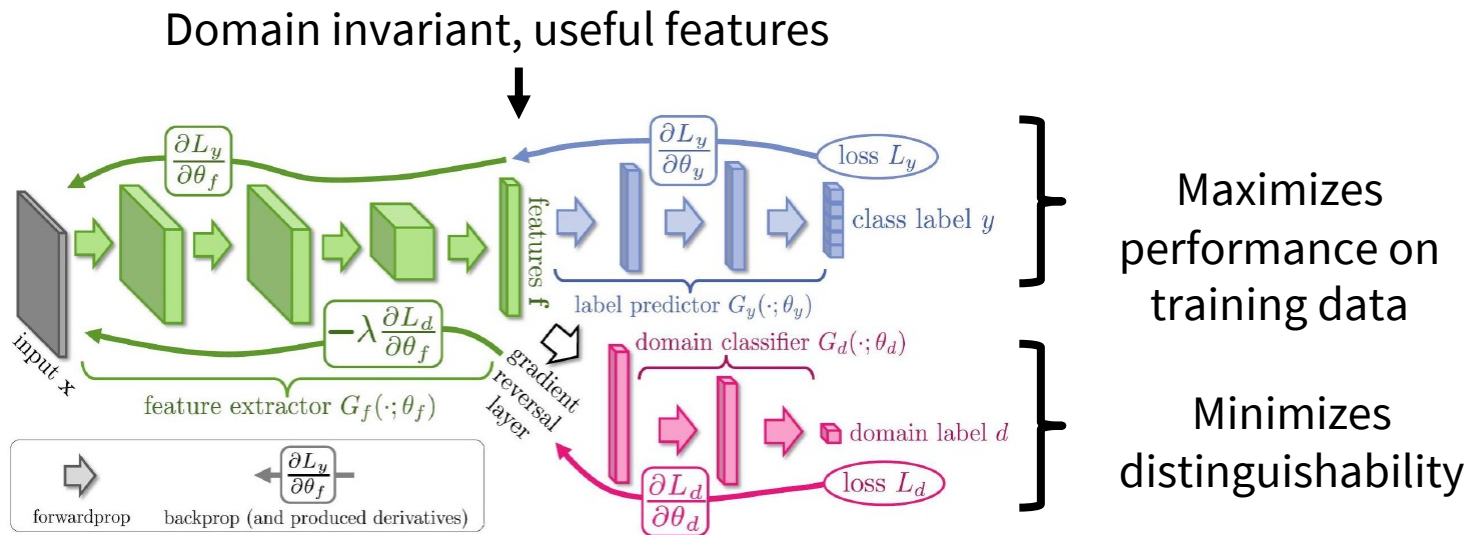 Domain invariant, useful features
∂L_y/∂θ_f
∂L_y/∂θ_y
loss L_y
features f
class label y
label predictor G_y(·; θ_y)
Maximizes
performance on
training data
input x
−λ ∂L_d/∂θ_f
feature extractor G_f(·; θ_f)
gradient
reversal
layer
domain classifier G_d(·; θ_d)
domain label d
∂L_d/∂θ_d
loss L_d
Minimizes
distinguishability
∂L_y/∂θ_f
forwardprop
backprop (and produced derivatives)